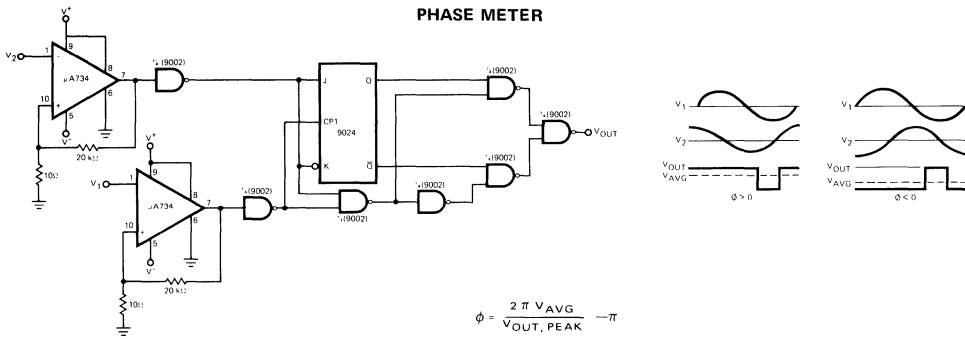 PHASE METER
V+
V2
1
9
-
μA734
8
7
10
+
6
5
V-
20 kΩ
10Ω
¼(9002)
V+
V1
1
9
μA734
8
7
10
+
6
5
V-
20 kΩ
10Ω
¼(9002)
J Q
CP1
9024
K Q̅
¼(9002)
¼(9002)
¼(9002)
¼(9002)
¼(9002)
VOUT
V1
V2
VOUT
VAVG
ϕ > 0
V1
V2
VOUT
VAVG
ϕ < 0
ϕ = 2 π VAVG / VOUT, PEAK − π